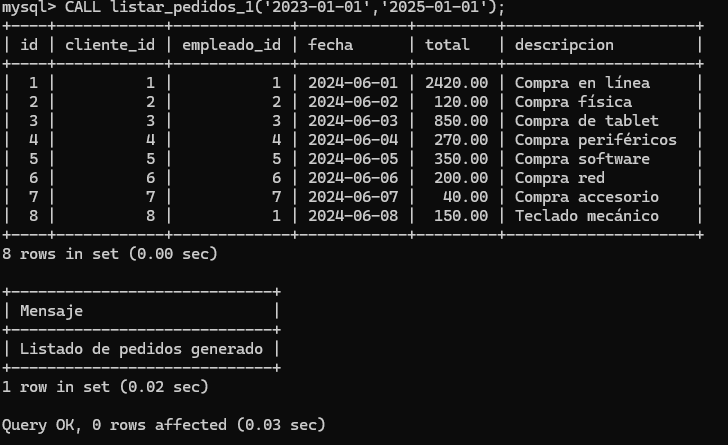 mysql> CALL listar_pedidos_1('2023-01-01','2025-01-01');
+----+------------+-------------+------------+---------+---------------------+
| id | cliente_id | empleado_id | fecha      | total   | descripcion         |
+----+------------+-------------+------------+---------+---------------------+
|  1 |          1 |           1 | 2024-06-01 | 2420.00 | Compra en línea     |
|  2 |          2 |           2 | 2024-06-02 |  120.00 | Compra física       |
|  3 |          3 |           3 | 2024-06-03 |  850.00 | Compra de tablet    |
|  4 |          4 |           4 | 2024-06-04 |  270.00 | Compra periféricos  |
|  5 |          5 |           5 | 2024-06-05 |  350.00 | Compra software     |
|  6 |          6 |           6 | 2024-06-06 |  200.00 | Compra red          |
|  7 |          7 |           7 | 2024-06-07 |   40.00 | Compra accesorio    |
|  8 |          8 |           1 | 2024-06-08 |  150.00 | Teclado mecánico    |
+----+------------+-------------+------------+---------+---------------------+
8 rows in set (0.00 sec)
+----------------------------+
| Mensaje                    |
+----------------------------+
| Listado de pedidos generado |
+----------------------------+
1 row in set (0.02 sec)
Query OK, 0 rows affected (0.03 sec)